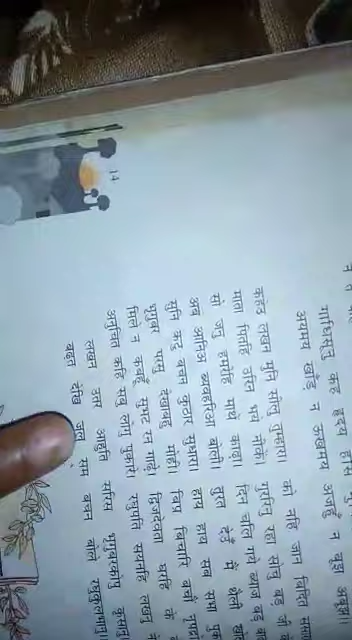 गाधिसूनु कह हृदय हसि
अयमय खाँड़ न ऊखमय अजहुँ न बूझ अबूझ॥
कहेउ लखन मुनि सीलु तुम्हारा। को नहि जान बिदित
माता पितहि उरिन भये नीकें। गुररिनु रहा सोचु बड़ जी
सो जनु हमरेहि माथें काढ़ा। दिन चलि गये ब्याज बड़
अब आनिअ ब्यवहरिआ बोली। तुरत देउँ मैं थैली
सुनि कटु बचन कुठार सुधारा। हाय हाय सब सभा
भृगुबर परसु देखाबहु मोही। बिप्र बिचारि बचौं
मिले न कबहुँ सुभट रन गाढ़े। द्विजदेवता घरहि के
अनुचित कहि सबु लोगु पुकारे। रघुपति सयनहि लखनु
लखन उतर आहुति सरिस भृगुबरकोपु कृसानु
बढ़त देखि जल सम बचन बोले रघुकुलभानु॥
14